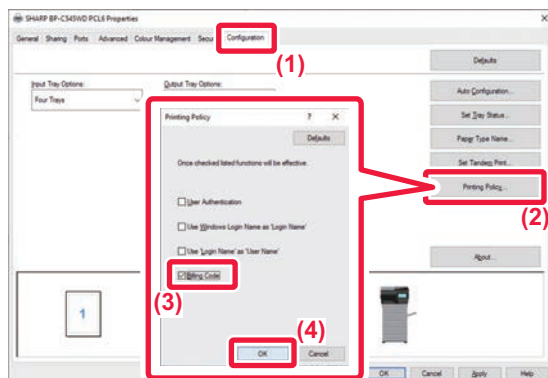 SHARP BP-C545WD PCL6 Properties
General Sharing Ports Advanced Colour Management Secu Configuration
(1)
Defaults
Input Tray Options:
Output Tray Options:
Four Trays
Auto Configuration...
Set Tray Status...
Paper Type Name...
Set Tandem Print...
Printing Policy...
(2)
About...
Printing Policy ? ×
Defaults
Once checked listed functions will be effective.
User Authentication
Use Windows Login Name as 'Login Name'
Use 'Login Name' as 'User Name'
Billing Code
(3)
(4)
OK Cancel
1
OK Cancel Apply Help